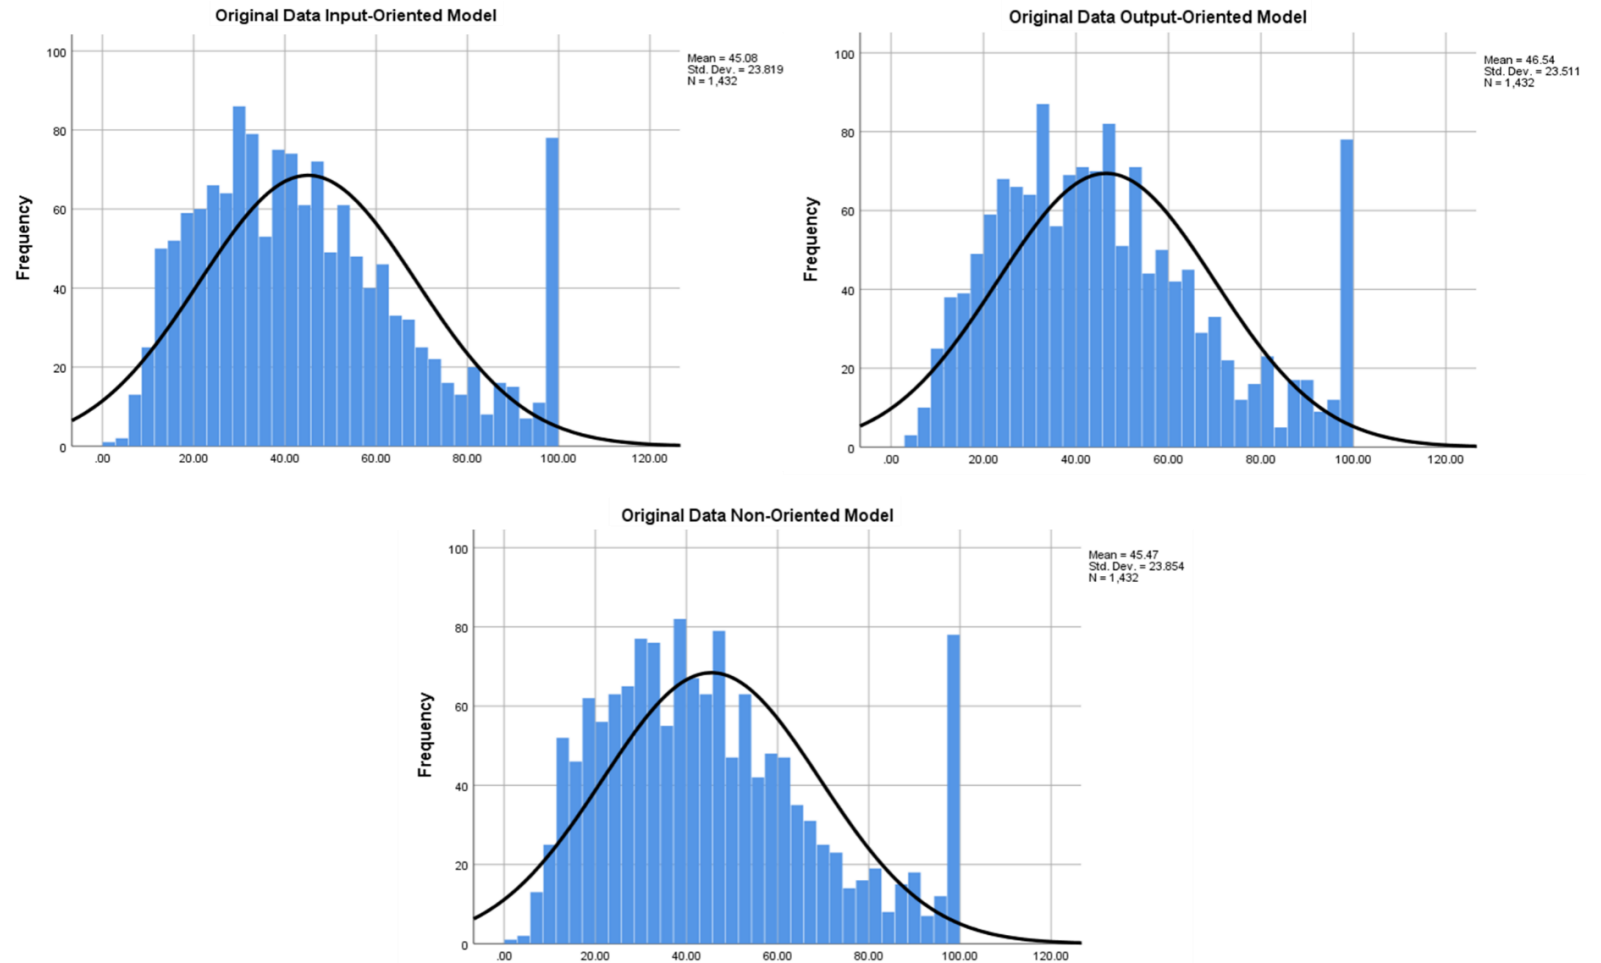 Original Data Input-Oriented Model
Mean = 45.08
Std. Dev. = 23.819
N = 1,432
Frequency
100
80
60
40
20
0
.00 20.00 40.00 60.00 80.00 100.00 120.00
Original Data Output-Oriented Model
Mean = 46.54
Std. Dev. = 23.511
N = 1,432
Frequency
100
80
60
40
20
0
.00 20.00 40.00 60.00 80.00 100.00 120.00
Original Data Non-Oriented Model
Mean = 45.47
Std. Dev. = 23.854
N = 1,432
Frequency
100
80
60
40
20
0
.00 20.00 40.00 60.00 80.00 100.00 120.00